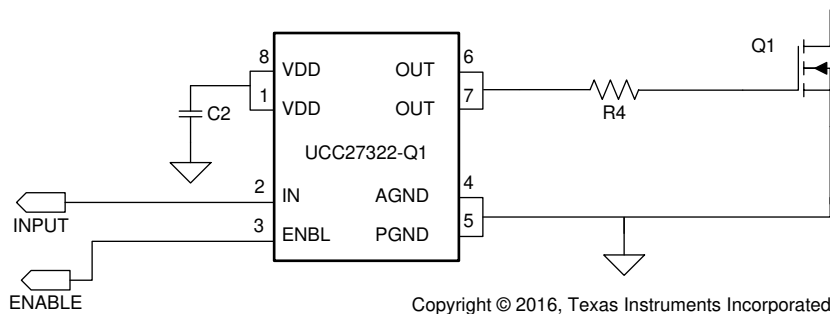 Q1
8
VDD
OUT
6
1
VDD
OUT
7
C2
R4
UCC27322-Q1
2
IN
AGND
4
INPUT
3
ENBL
PGND
5
ENABLE
Copyright © 2016, Texas Instruments Incorporated